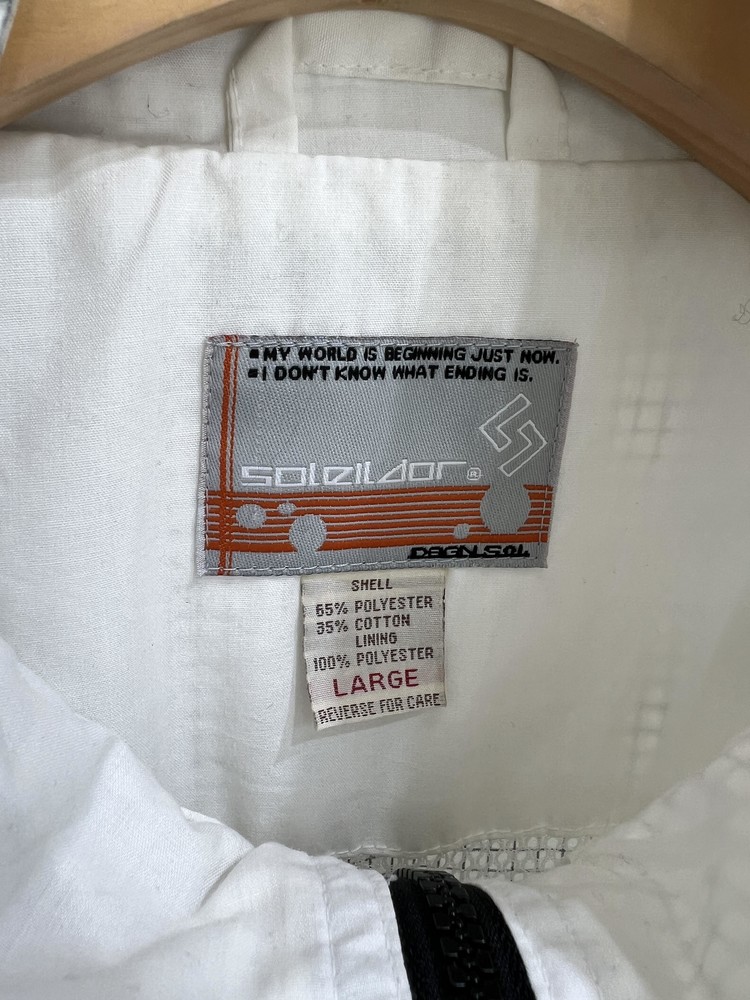 ▪MY WORLD IS BEGINNING JUST NOW.
▪I DON'T KNOW WHAT ENDING IS.
soleildor®
SHELL
65% POLYESTER
35% COTTON
LINING
100% POLYESTER
LARGE
REVERSE FOR CARE